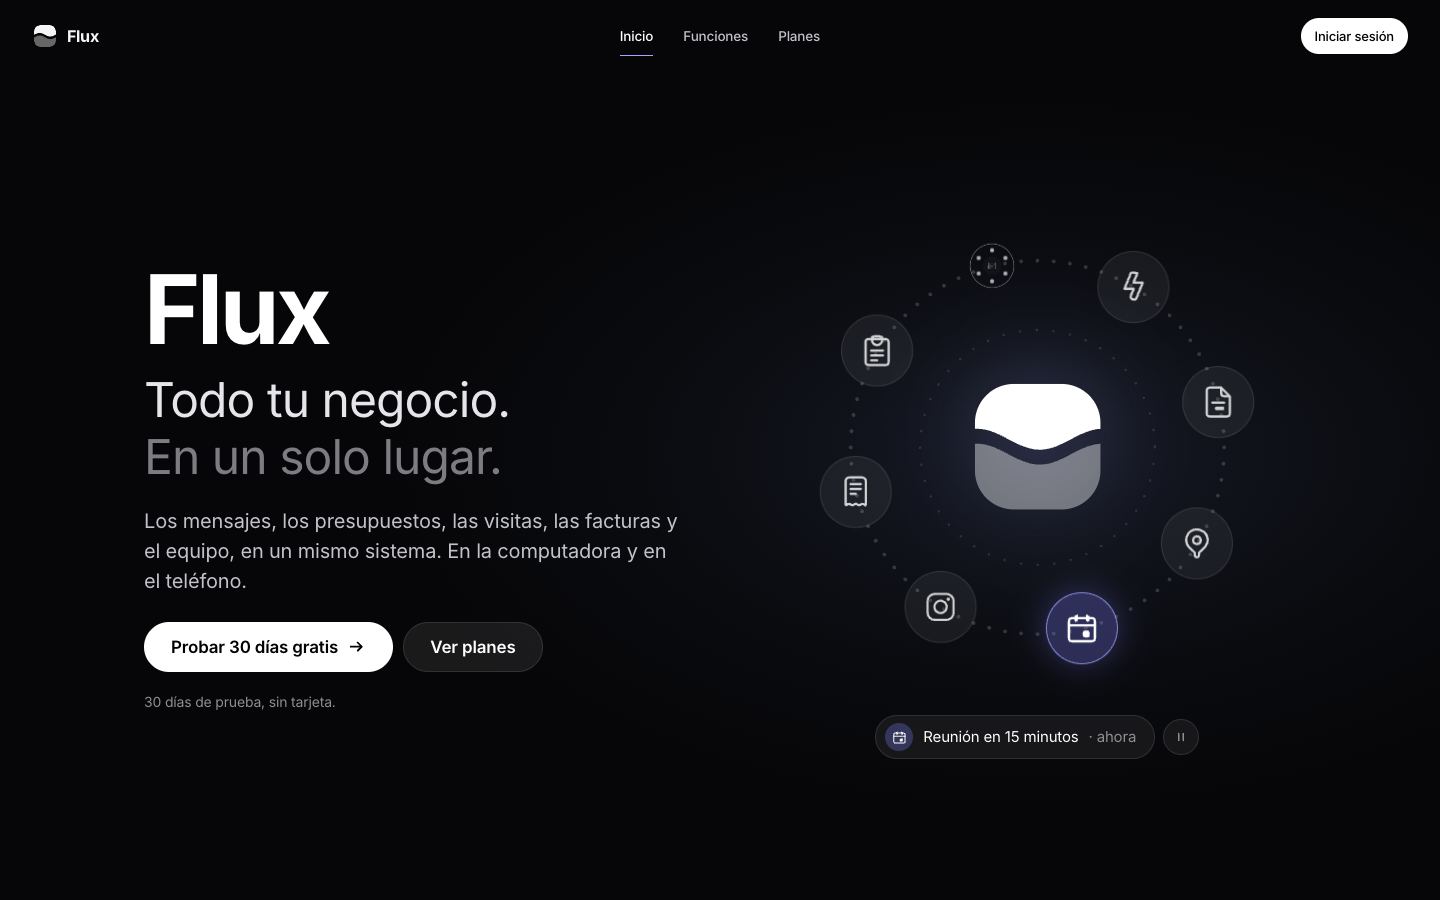 Flux
Inicio
Funciones
Planes
Iniciar sesión
Flux
Todo tu negocio.
En un solo lugar.
Los mensajes, los presupuestos, las visitas, las facturas y
el equipo, en un mismo sistema. En la computadora y en
el teléfono.
Probar 30 días gratis →
Ver planes
30 días de prueba, sin tarjeta.
Reunión en 15 minutos · ahora